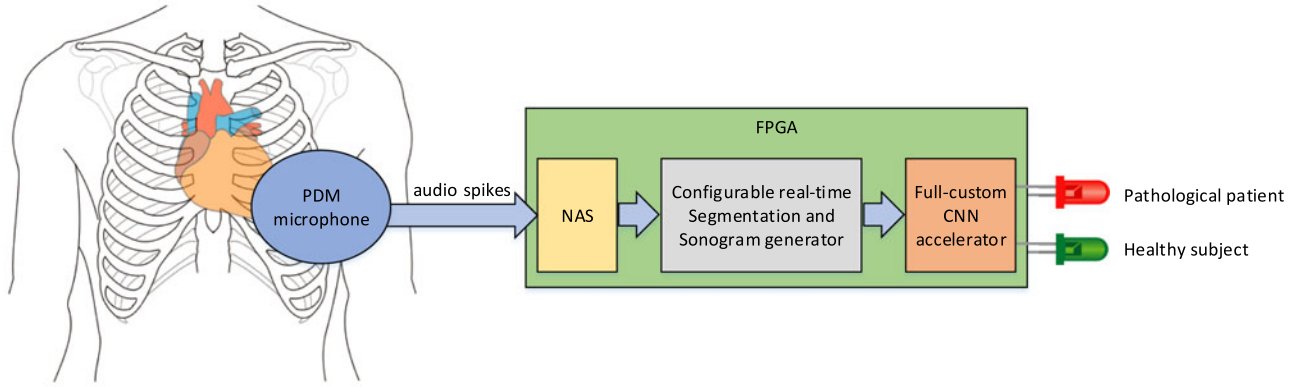 PDM
microphone
audio spikes
FPGA
NAS
Configurable real-time
Segmentation and
Sonogram generator
Full-custom
CNN
accelerator
Pathological patient
Healthy subject